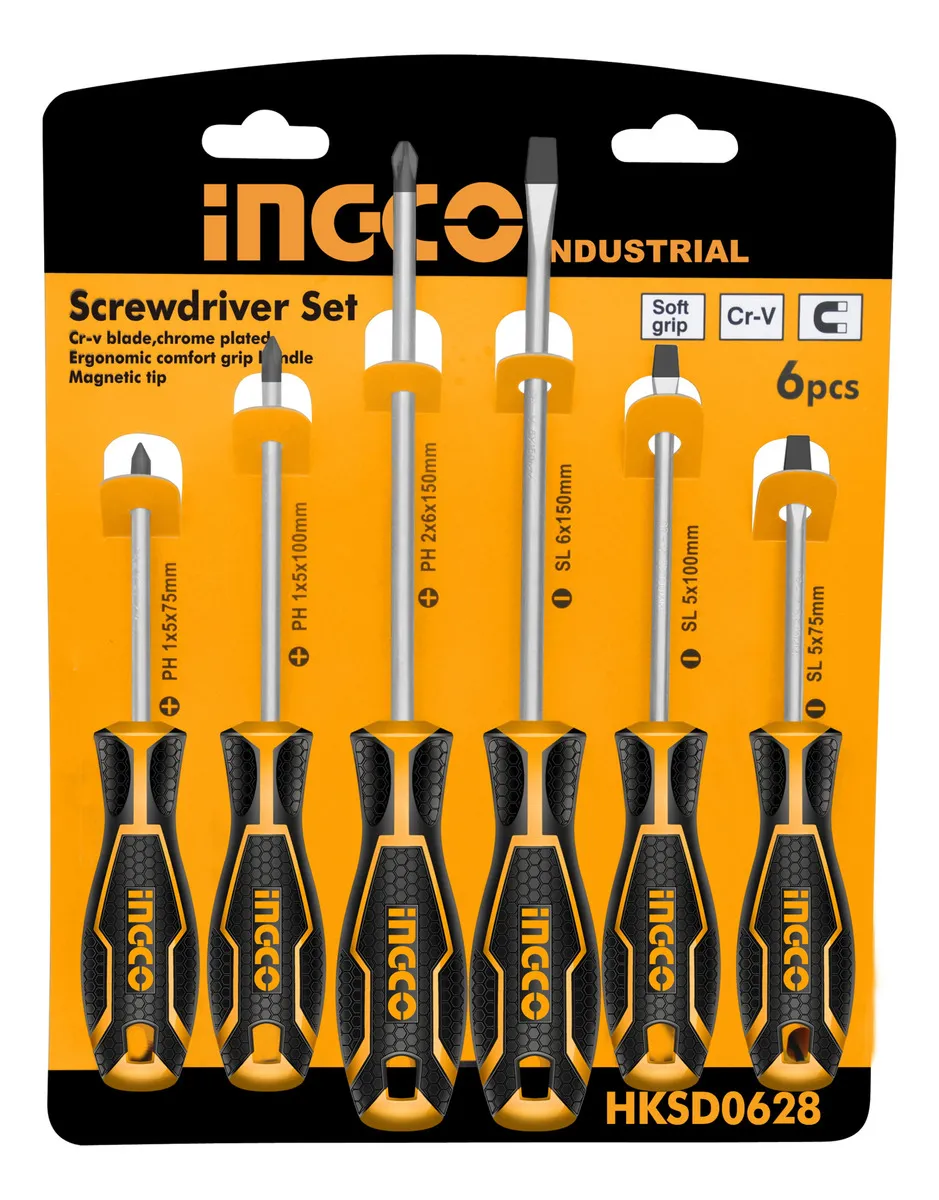 INGCO
INDUSTRIAL
Screwdriver Set
Cr-v blade,chrome plated
Ergonomic comfort grip handle
Magnetic tip
Soft
grip
Cr-V
6pcs
PH 1x5x75mm
PH 1x5x100mm
PH 2x6x150mm
SL 6x150mm
SL 5x100mm
SL 5x75mm
INGCO
INGCO
INGCO
INGCO
INGCO
INGCO
HKSD0628